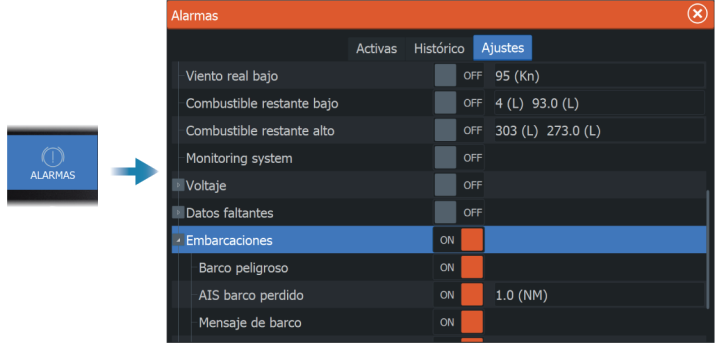 Alarmas
Activas Histórico Ajustes
Viento real bajo OFF 95 (Kn)
Combustible restante bajo OFF 4 (L) 93.0 (L)
Combustible restante alto OFF 303 (L) 273.0 (L)
Monitoring system OFF
Voltaje OFF
Datos faltantes OFF
Embarcaciones ON
Barco peligroso ON
AIS barco perdido ON 1.0 (NM)
Mensaje de barco ON
ALARMAS